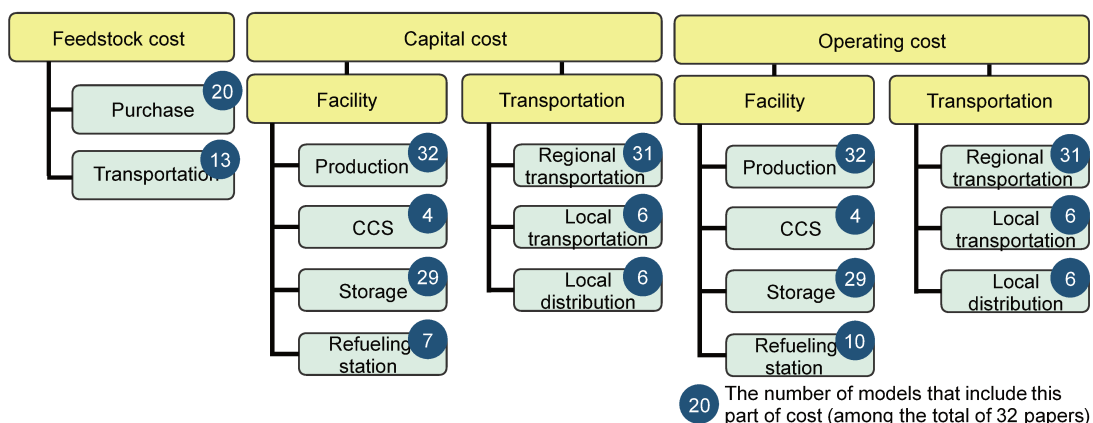 Feedstock cost
Purchase
20
Transportation
13
Capital cost
Facility
Production
32
CCS
4
Storage
29
Refueling
station
7
Transportation
Regional
transportation
31
Local
transportation
6
Local
distribution
6
Operating cost
Facility
Production
32
CCS
4
Storage
29
Refueling
station
10
Transportation
Regional
transportation
31
Local
transportation
6
Local
distribution
6
20
The number of models that include this
part of cost (among the total of 32 papers)